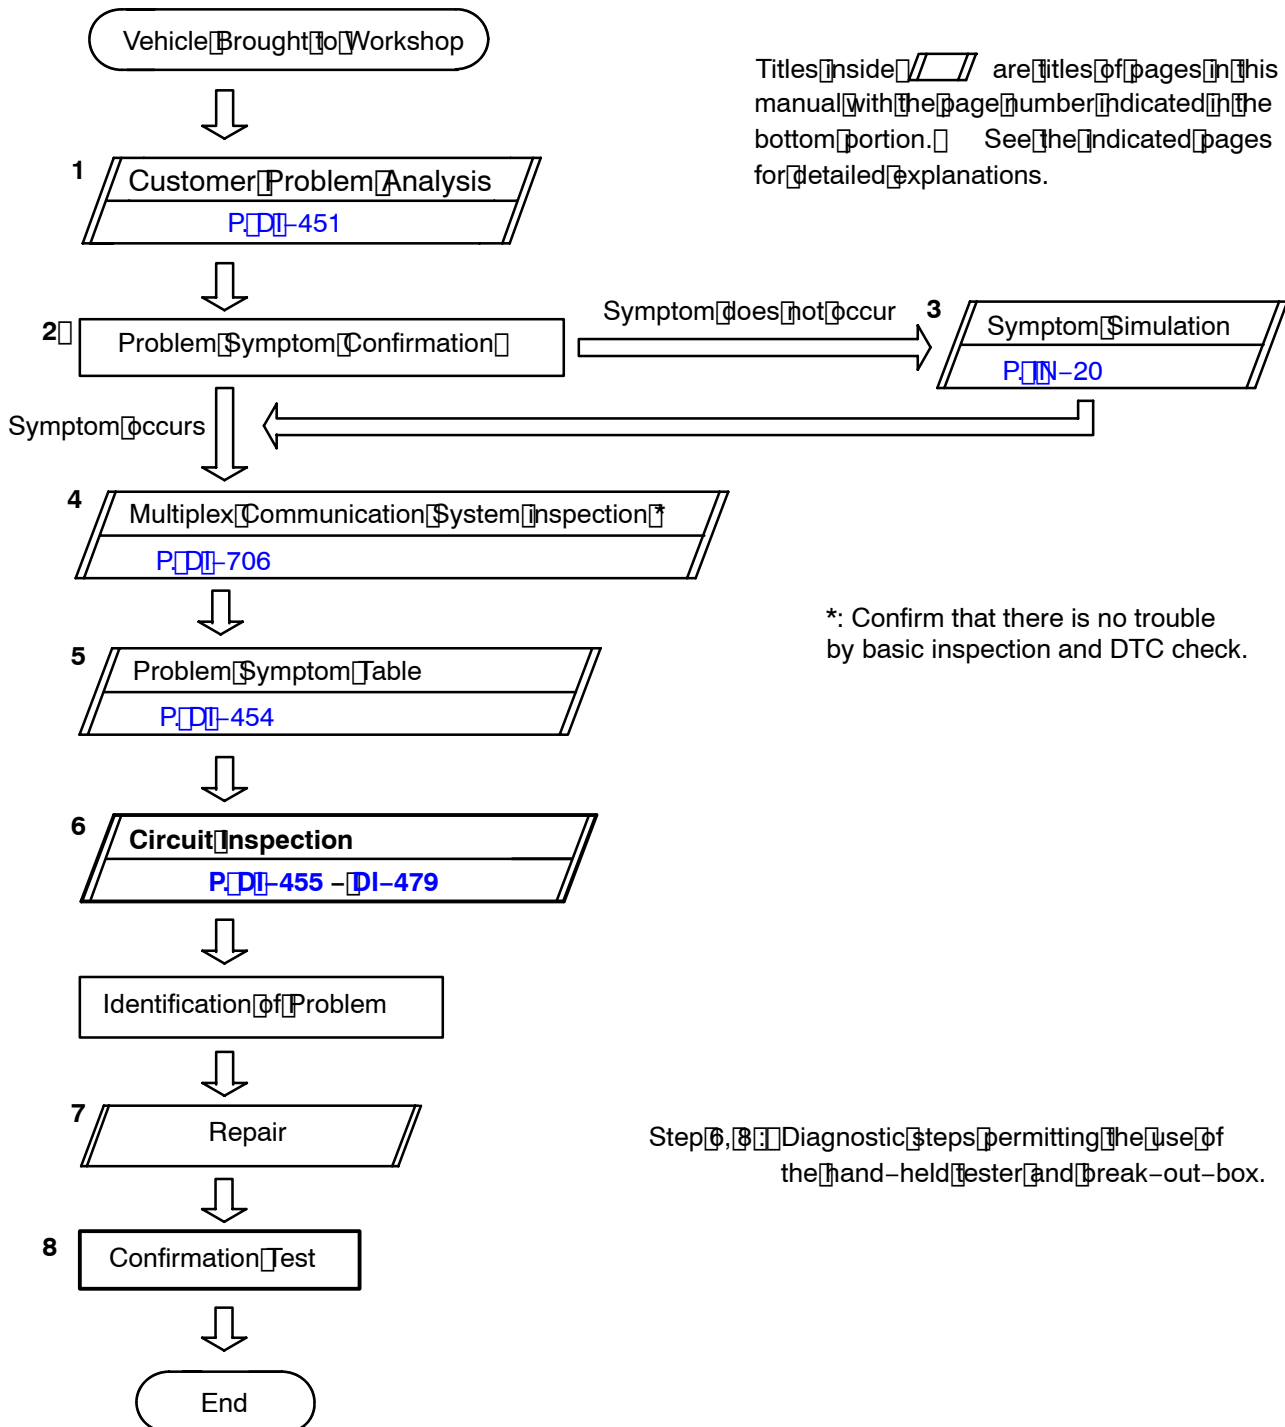 Vehicle Brought to Workshop
Titles inside are titles of pages in this
manual with the page number indicated in the
bottom portion. See the indicated pages
for detailed explanations.
1
Customer Problem Analysis
P. DI–451
2
Problem Symptom Confirmation
Symptom does not occur
3
Symptom Simulation
P. IN–20
Symptom occurs
4
Multiplex Communication System inspection *
P. DI–706
*: Confirm that there is no trouble
by basic inspection and DTC check.
5
Problem Symptom Table
P. DI–454
6
Circuit Inspection
P. DI–455 – DI–479
Identification of Problem
7
Repair
Step 6, 8 : Diagnostic steps permitting the use of
the hand–held tester and break–out–box.
8
Confirmation Test
End